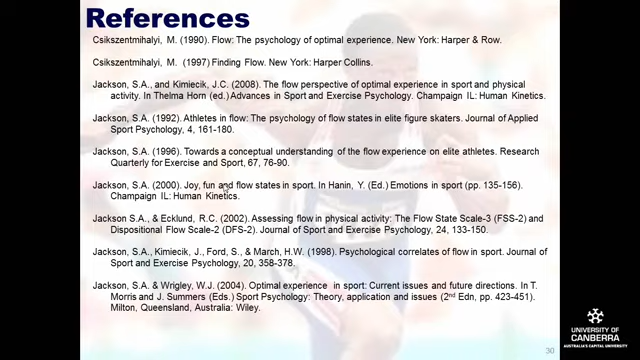 References
Csikszentmihalyi, M. (1990). Flow: The psychology of optimal experience. New York: Harper & Row.
Csikszentmihalyi, M. (1997) Finding Flow. New York: Harper Collins.
Jackson, S.A., and Kimiecik, J.C. (2008). The flow perspective of optimal experience in sport and physical
activity. In Thelma Horn (ed.) Advances in Sport and Exercise Psychology. Champaign IL: Human Kinetics.
Jackson, S.A. (1992). Athletes in flow: The psychology of flow states in elite figure skaters. Journal of Applied
Sport Psychology, 4, 161-180.
Jackson, S.A. (1996). Towards a conceptual understanding of the flow experience on elite athletes. Research
Quarterly for Exercise and Sport, 67, 76-90.
Jackson, S.A. (2000). Joy, fun and flow states in sport. In Hanin, Y. (Ed.) Emotions in sport (pp. 135-156).
Champaign IL: Human Kinetics.
Jackson S.A., & Ecklund, R.C. (2002). Assessing flow in physical activity: The Flow State Scale-3 (FSS-2) and
Dispositional Flow Scale-2 (DFS-2). Journal of Sport and Exercise Psychology, 24, 133-150.
Jackson, S.A., Kimiecik, J., Ford, S., & March, H.W. (1998). Psychological correlates of flow in sport. Journal of
Sport and Exercise Psychology, 20, 358-378.
Jackson, S.A. & Wrigley, W.J. (2004). Optimal experience in sport: Current issues and future directions. In T.
Morris and J. Summers (Eds.) Sport Psychology: Theory, application and issues (2nd Edn, pp. 423-451).
Milton, Queensland, Australia: Wiley.
30
UNIVERSITY OF
CANBERRA
AUSTRALIA'S CAPITAL UNIVERSITY